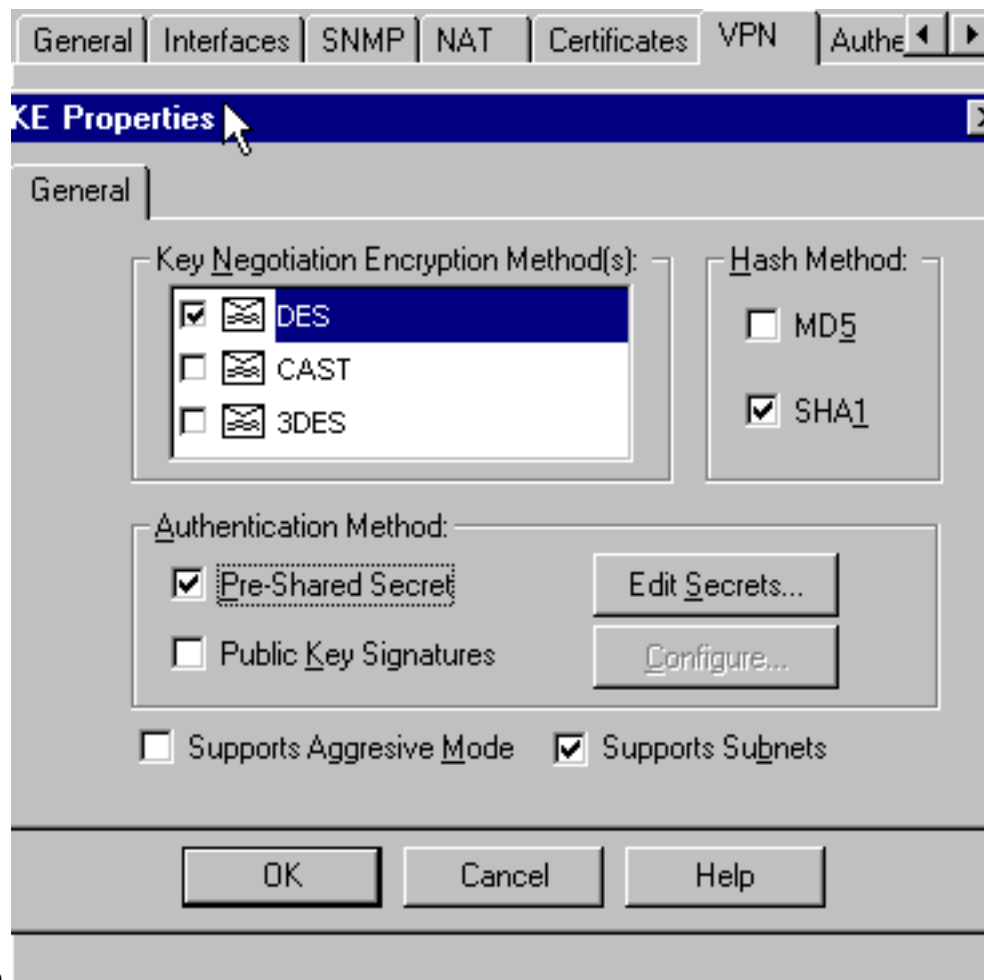 General Interfaces SNMP NAT Certificates VPN Authe
KE Properties
General
Key Negotiation Encryption Method(s): Hash Method:
DES
MD5
CAST
SHA1
3DES
Authentication Method:
Pre-Shared Secret Edit Secrets...
Public Key Signatures Configure...
Supports Aggresive Mode Supports Subnets
OK Cancel Help